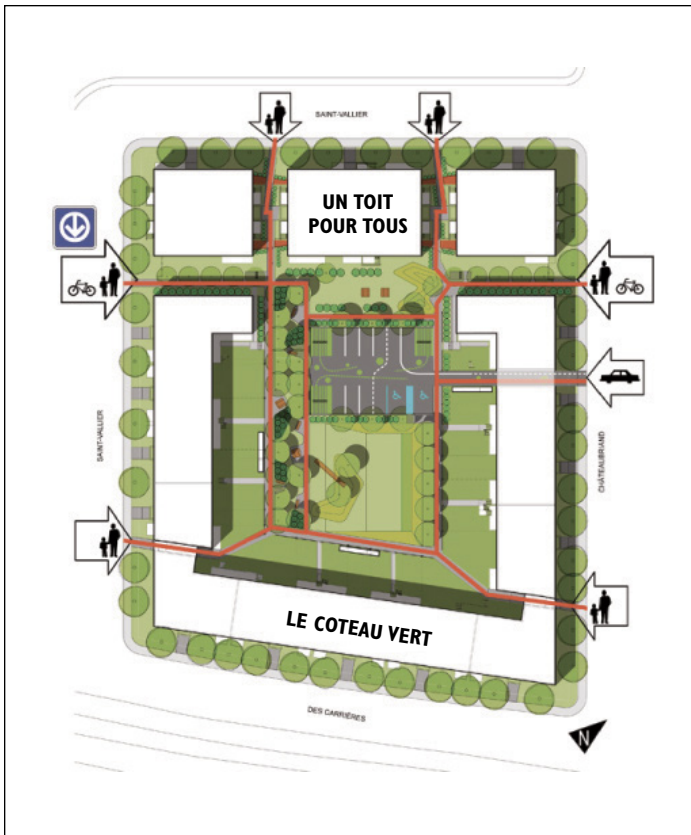 SAINT-VALLIER
UN TOIT
POUR TOUS
SAINT-VALLIER
CHÂTEAUBRIAND
LE COTEAU VERT
DES CARRIÈRES
N